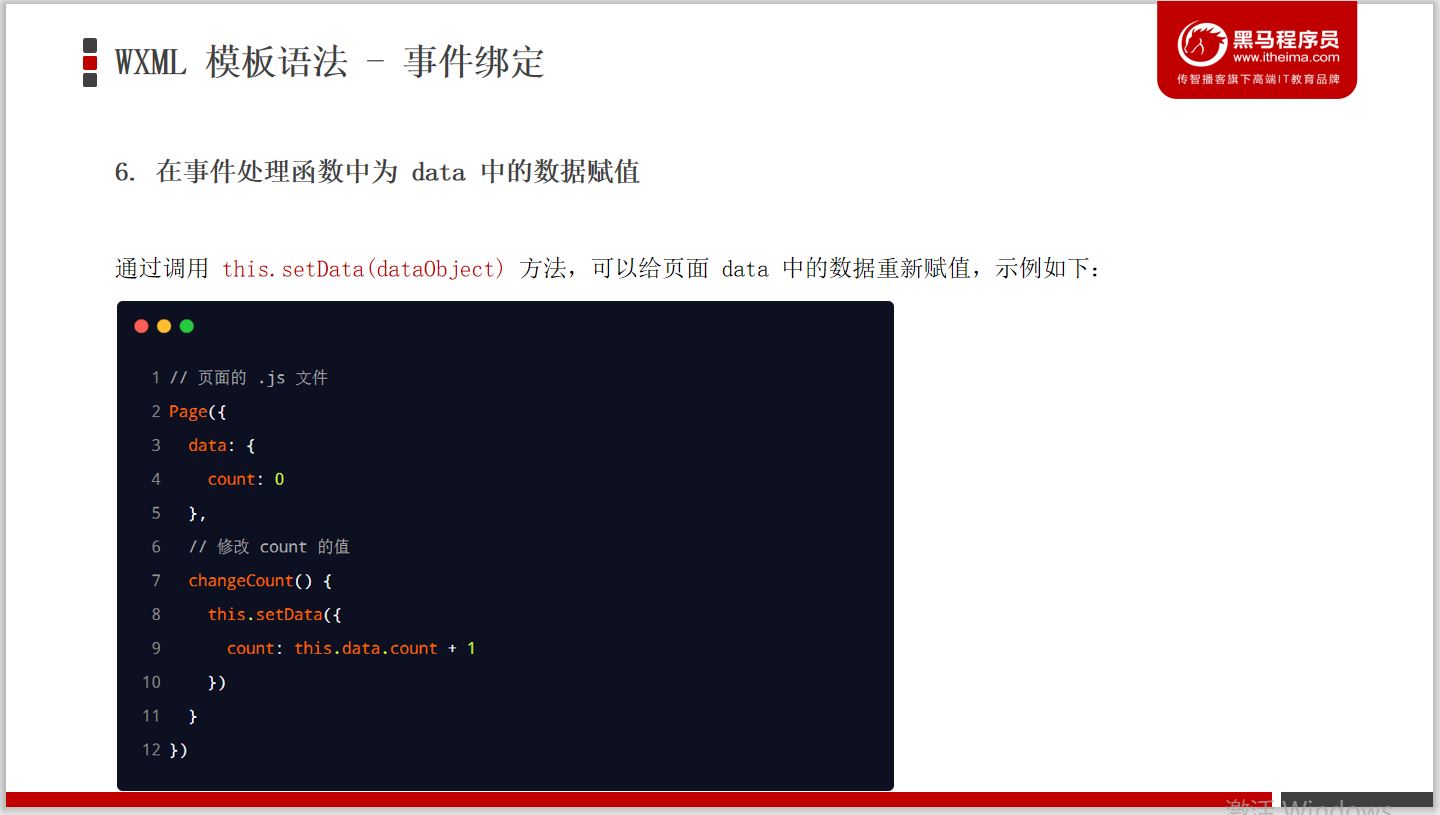 WXML 模板语法 - 事件绑定
黑马程序员
www.itheima.com
传智播客旗下高端IT教育品牌
6. 在事件处理函数中为 data 中的数据赋值
通过调用 this.setData(dataObject) 方法，可以给页面 data 中的数据重新赋值，示例如下：
1 // 页面的 .js 文件
2 Page({
3   data: {
4     count: 0
5   },
6   // 修改 count 的值
7   changeCount() {
8     this.setData({
9       count: this.data.count + 1
10     })
11   }
12 })
激活 Windows